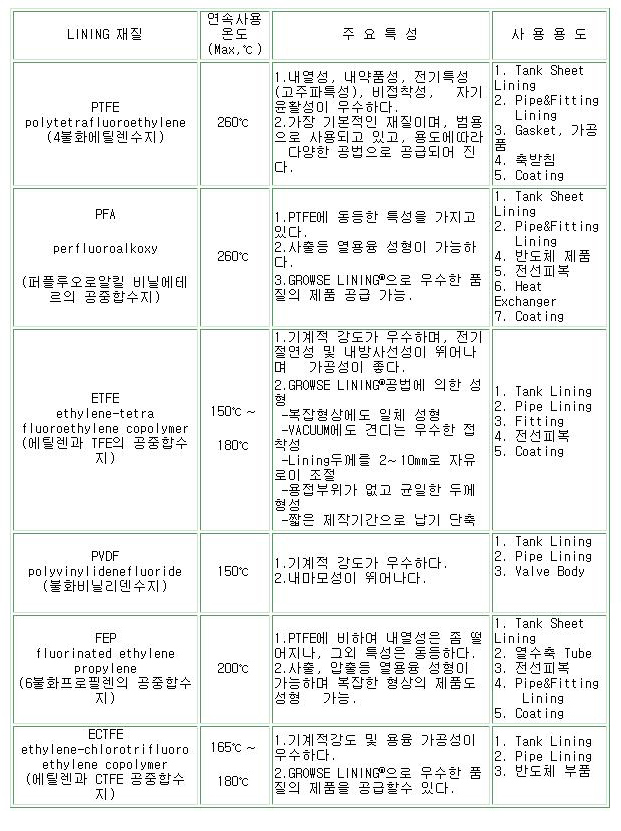 LINING 재질
연속사용
온도
(Max,℃)
주 요 특 성
사 용 용 도
PTFE
polytetrafluoroethylene
(4불화에틸렌수지)
260℃
1.내열성, 내약품성, 전기특성
(고주파특성), 비접착성, 자기
윤활성이 우수하다.
2.가장 기본적인 재질이며, 범용
으로 사용되고 있고, 용도에따라
다양한 공법으로 공급되어 진
다.
1. Tank Sheet
Lining
2. Pipe&Fitting
Lining
3. Gasket, 가공
품
4. 축받침
5. Coating
PFA
perfluoroalkoxy
(퍼플루오로알킬 비닐에테
르의 공중합수지)
260℃
1.PTFE에 동등한 특성을 가지고
있다.
2.사출등 열용융 성형이 가능하
다.
3.GROWSE LINING®으로 우수한 품
질의 제품 공급 가능.
1. Tank Sheet
Lining
2. Pipe&Fitting
Lining
4. 반도체 제품
5. 전선피복
6. Heat
Exchanger
7. Coating
ETFE
ethylene-tetra
fluoroethylene copolymer
(에틸렌과 TFE의 공중합수
지)
150℃ ~
180℃
1.기계적 강도가 우수하며, 전기
절연성 및 내방사선성이 뛰어나
며 가공성이 좋다.
2.GROWSE LINING®공법에 의한 성
형
-복잡형상에도 일체 성형
-VACUUM에도 견디는 우수한 접
착성
-Lining두께를 2~10mm로 자유
로이 조절
-용접부위가 없고 균일한 두께
형성
-짧은 제작기간으로 납기 단축
1. Tank Lining
2. Pipe Lining
3. Fitting
4. 전선피복
5. Coating
PVDF
polyvinylidenefluoride
(불화비닐리덴수지)
150℃
1.기계적 강도가 우수하다.
2.내마모성이 뛰어나다.
1. Tank Lining
2. Pipe Lining
3. Valve Body
FEP
fluorinated ethylene
propylene
(6불화프로필렌의 공중합수
지)
200℃
1.PTFE에 비하여 내열성은 좀 떨
어지나, 그외 특성은 동등하다.
2.사출, 압출등 열용융 성형이
가능하며 복잡한 형상의 제품도
성형 가능.
1. Tank Sheet
Lining
2. 열수축 Tube
3. 전선피복
4. Pipe&Fitting
Lining
5. Coating
ECTFE
ethylene-chlorotrifluoro
ethylene copolymer
(에틸렌과 CTFE 공중합수
지)
165℃ ~
180℃
1.기계적강도 및 용융 가공성이
우수하다.
2.GROWSE LINING®으로 우수한 품
질의 제품을 공급할수 있다.
1. Tank Lining
2. Pipe Lining
3. 반도체 부품